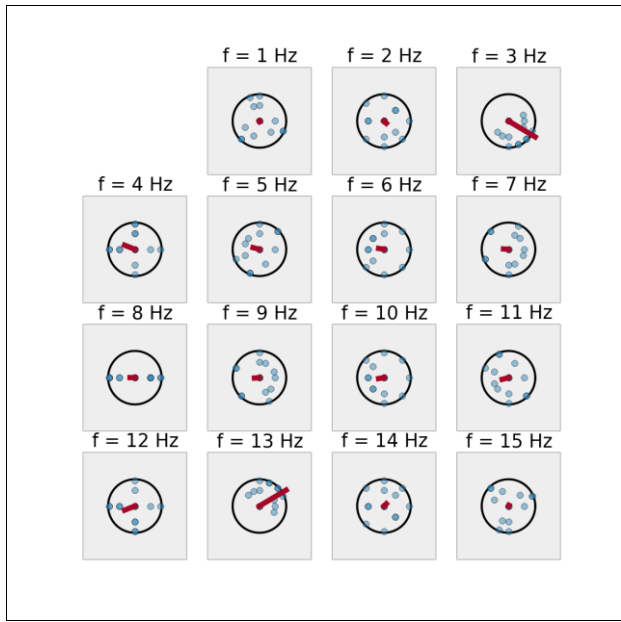 f = 1 Hz f = 2 Hz f = 3 Hz
f = 4 Hz f = 5 Hz f = 6 Hz f = 7 Hz
f = 8 Hz f = 9 Hz f = 10 Hz f = 11 Hz
f = 12 Hz f = 13 Hz f = 14 Hz f = 15 Hz